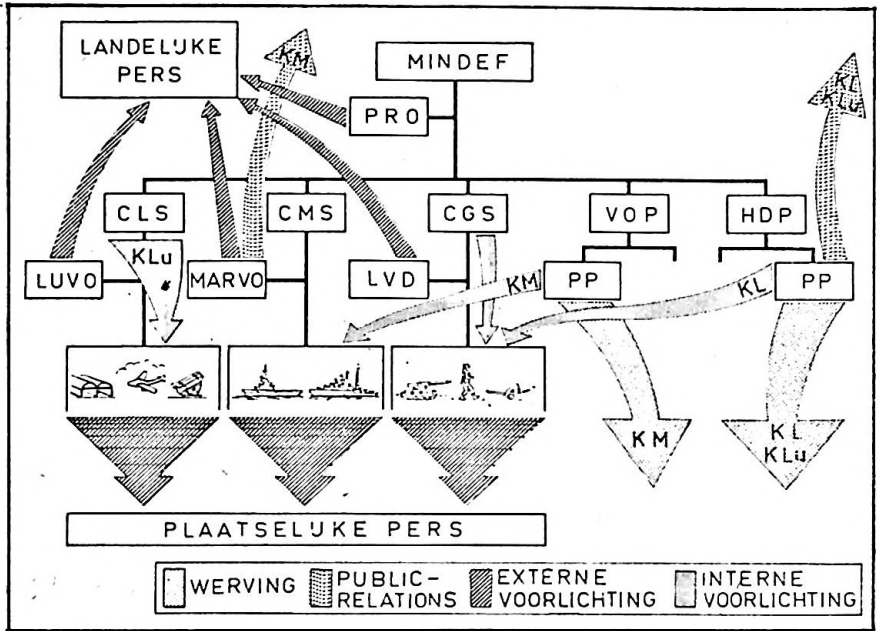 LANDELIJKE
PERS
KM
MINDEF
PRO
KL
KLu
CLS
CMS
CGS
VOP
HDP
KLu
LUVO
MARVO
LVD
KM
PP
KL
PP
KM
KL
KLu
PLAATSELIJKE PERS
WERVING
PUBLIC-
RELATIONS
EXTERNE
VOORLICHTING
INTERNE
VOORLICHTING